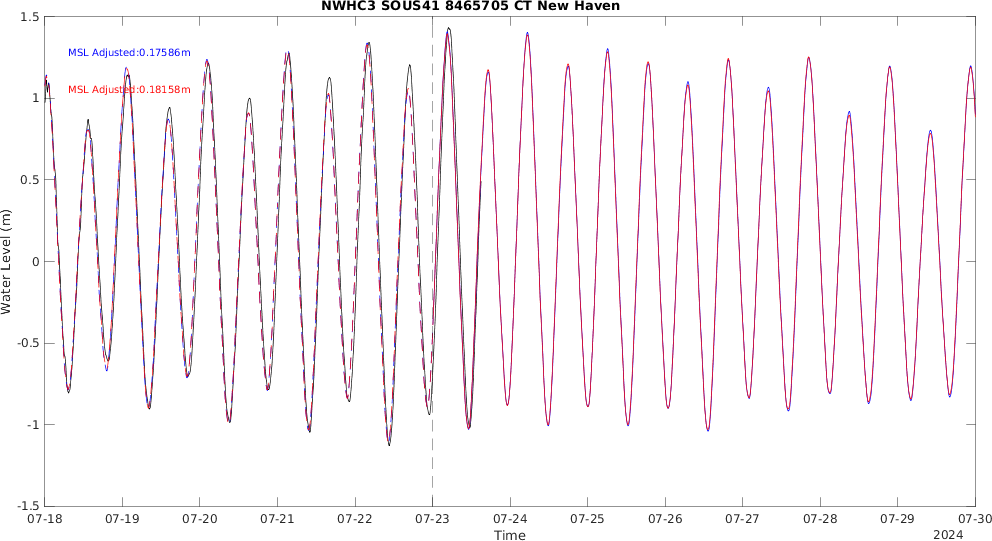 NWHC3 SOUS41 8465705 CT New Haven
1.5
MSL Adjusted:0.17586m
MSL Adjusted:0.18158m
1
0.5
Water Level (m)
0
-0.5
-1
-1.5
07-18 07-19 07-20 07-21 07-22 07-23 07-24 07-25 07-26 07-27 07-28 07-29 07-30
Time
2024